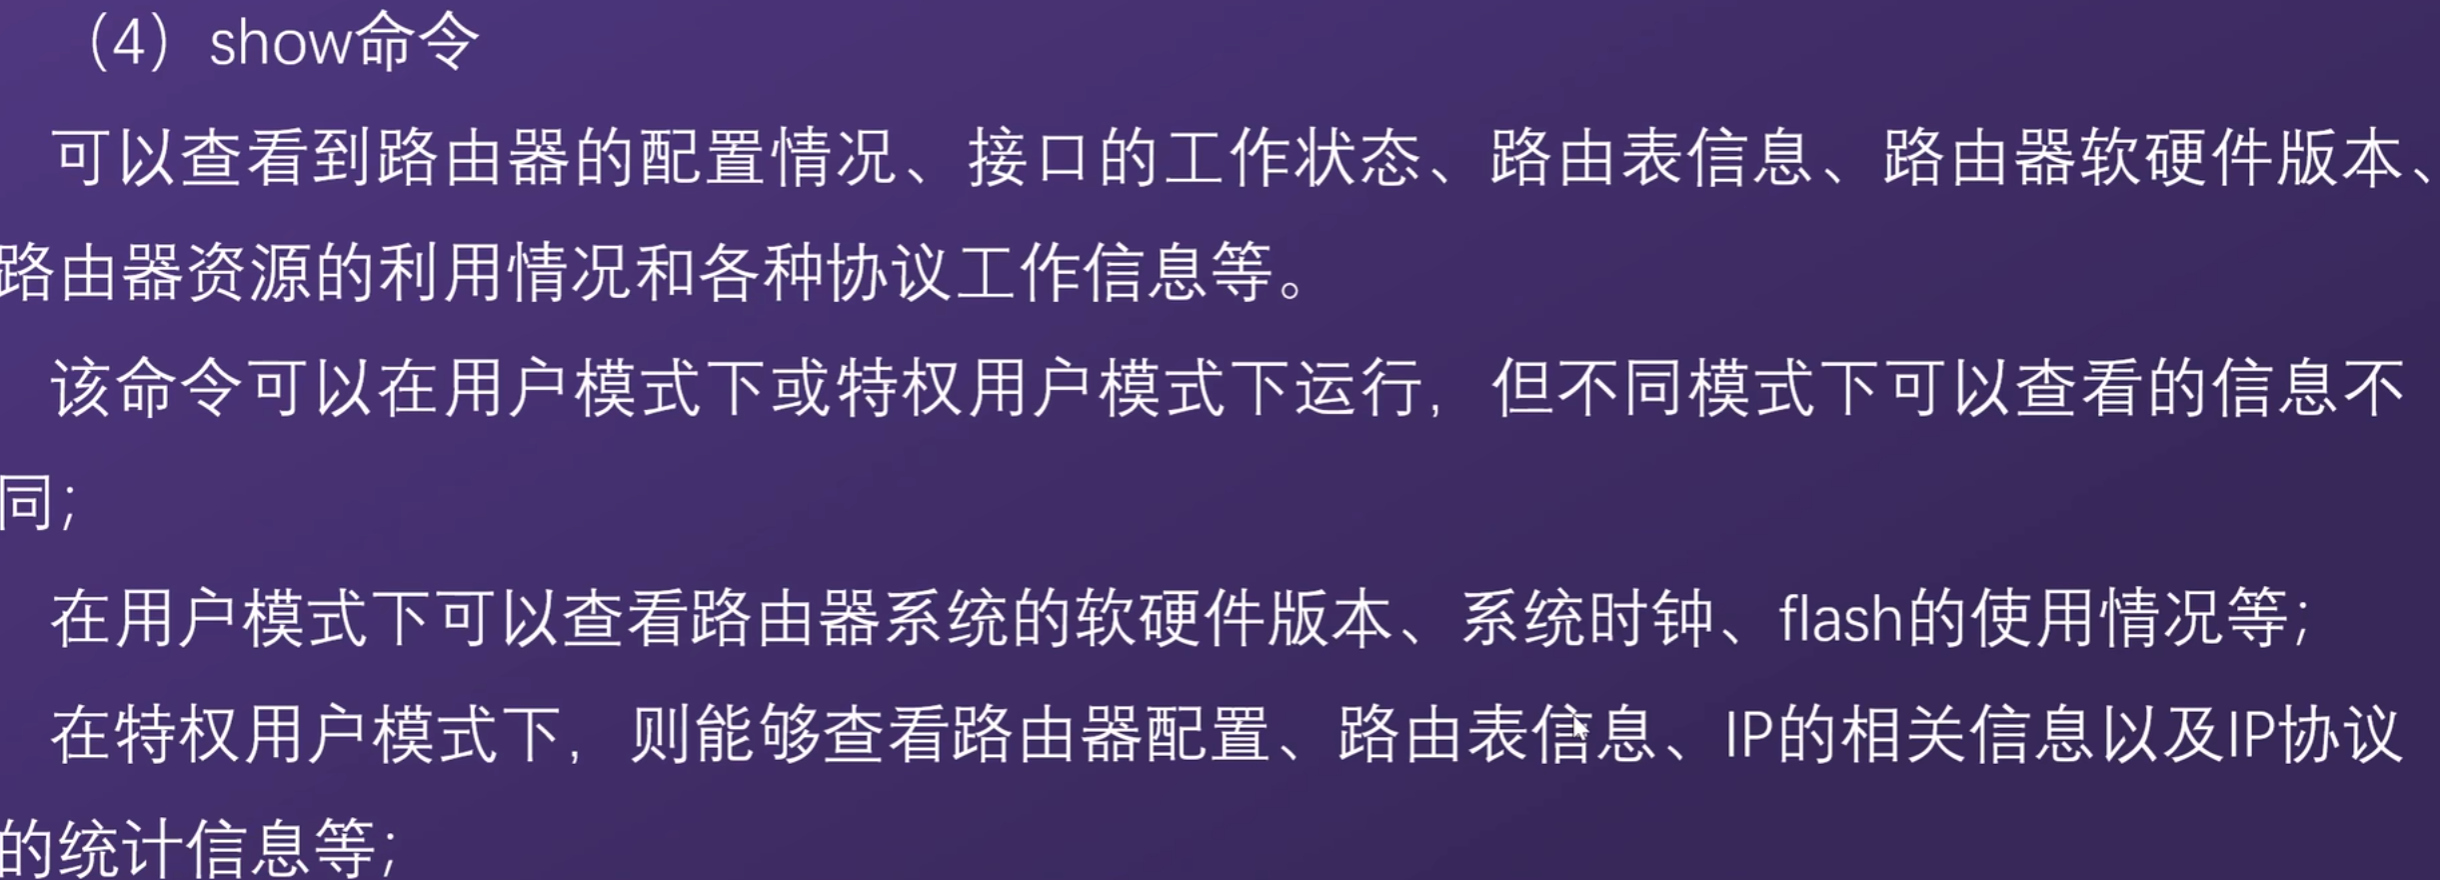 （4）show命令
可以查看到路由器的配置情况、接口的工作状态、路由表信息、路由器软硬件版本、
路由器资源的利用情况和各种协议工作信息等。
该命令可以在用户模式下或特权用户模式下运行，但不同模式下可以查看的信息不
同；
在用户模式下可以查看路由器系统的软硬件版本、系统时钟、flash的使用情况等；
在特权用户模式下，则能够查看路由器配置、路由表信息、IP的相关信息以及IP协议
的统计信息等；